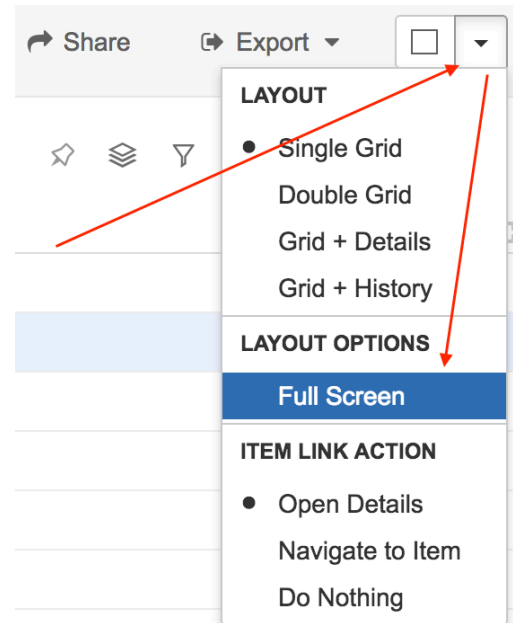 Share Export
LAYOUT
Single Grid
Double Grid
Grid + Details
Grid + History
LAYOUT OPTIONS
Full Screen
ITEM LINK ACTION
Open Details
Navigate to Item
Do Nothing